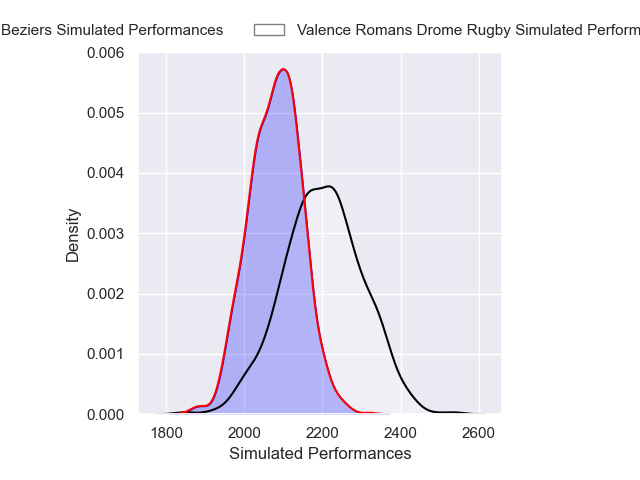 Beziers Simulated Performances
Valence Romans Drome Rugby Simulated Perform
0.006
0.005
0.004
0.003
0.002
0.001
0.000
Density
1800 2000 2200 2400 2600
Simulated Performances